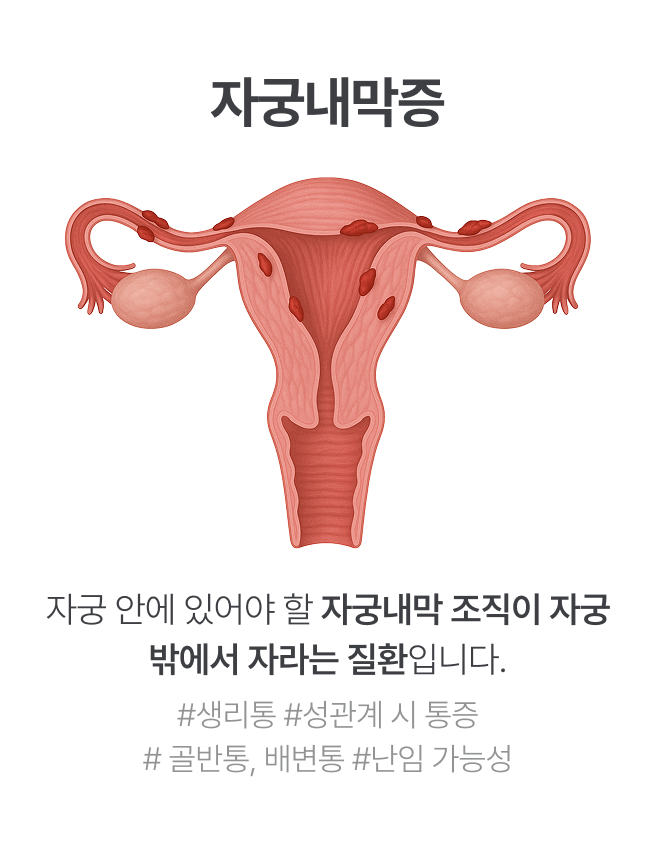 자궁내막증
자궁 안에 있어야 할 자궁내막 조직이 자궁
밖에서 자라는 질환입니다.
#생리통 #성관계 시 통증
# 골반통, 배변통 #난임 가능성